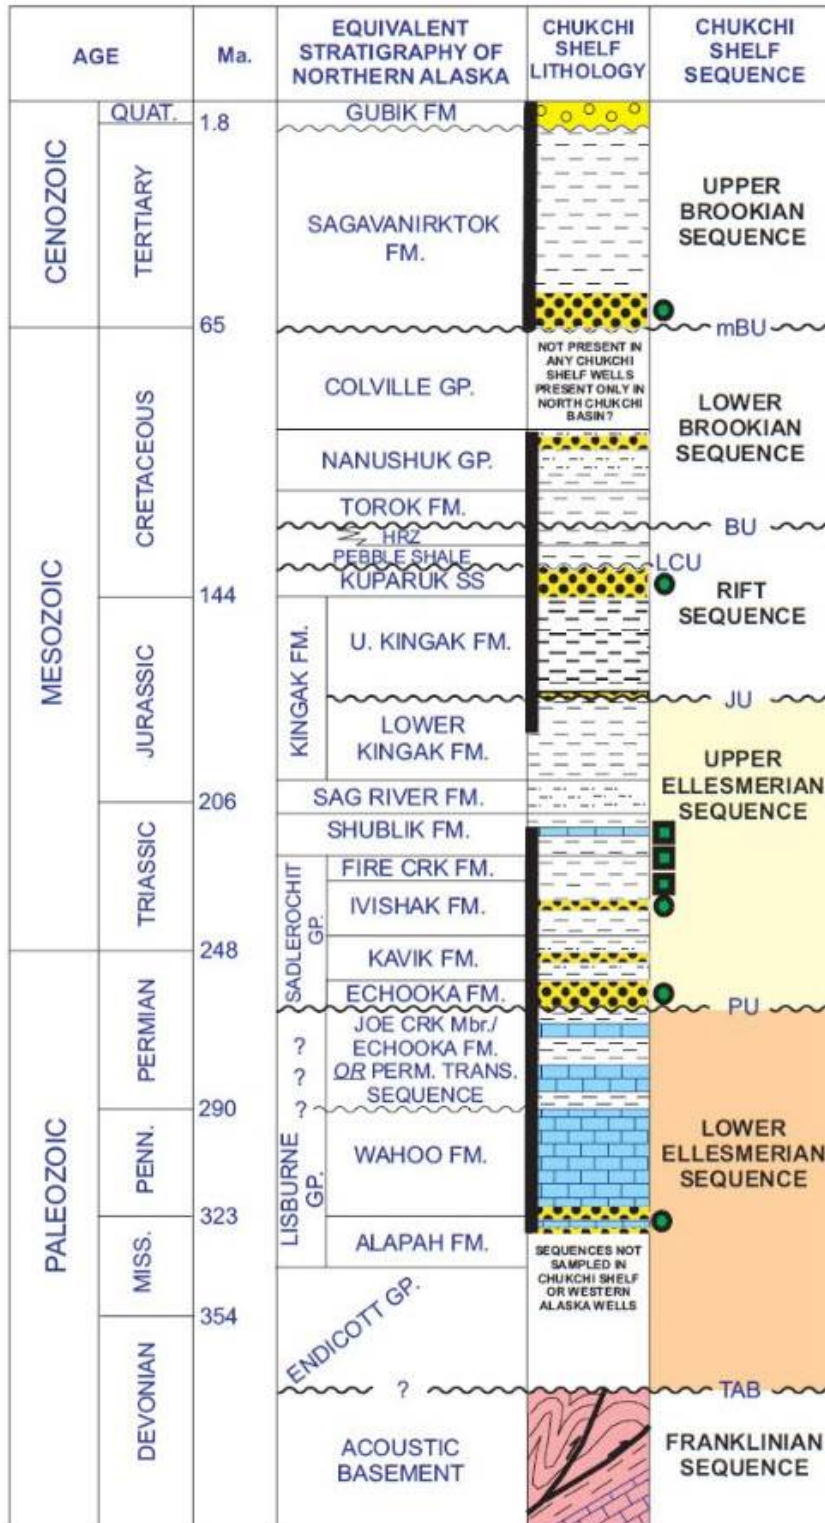 AGE
Ma.
EQUIVALENT
STRATIGRAPHY OF
NORTHERN ALASKA
CHUKCHI
SHELF
LITHOLOGY
CHUKCHI
SHELF
SEQUENCE
CENOZOIC
QUAT.
1.8
TERTIARY
65
GUBIK FM
SAGAVANIRKTOK
FM.
UPPER
BROOKIAN
SEQUENCE
mBU
MESOZOIC
CRETACEOUS
144
COLVILLE GP.
NOT PRESENT IN
ANY CHUKCHI
SHELF WELLS
PRESENT ONLY IN
NORTH CHUKCHI
BASIN?
LOWER
BROOKIAN
SEQUENCE
NANUSHUK GP.
TOROK FM.
BU
HRZ
PEBBLE SHALE
LCU
KUPARUK SS
RIFT
SEQUENCE
JURASSIC
206
KINGAK FM.
U. KINGAK FM.
JU
LOWER
KINGAK FM.
UPPER
ELLESMERIAN
SEQUENCE
SAG RIVER FM.
TRIASSIC
248
SHUBLIK FM.
SADLEROCHIT
GP.
FIRE CRK FM.
IVISHAK FM.
KAVIK FM.
ECHOOKA FM.
PU
PALEOZOIC
PERMIAN
290
?
?
?
JOE CRK Mbr./
ECHOOKA FM.
OR PERM. TRANS.
SEQUENCE
PENN.
323
LISBURNE
GP.
WAHOO FM.
LOWER
ELLESMERIAN
SEQUENCE
MISS.
354
ALAPAH FM.
SEQUENCES NOT
SAMPLED IN
CHUKCHI SHELF
OR WESTERN
ALASKA WELLS
ENDICOTT GP.
DEVONIAN
?
TAB
ACOUSTIC
BASEMENT
FRANKLINIAN
SEQUENCE